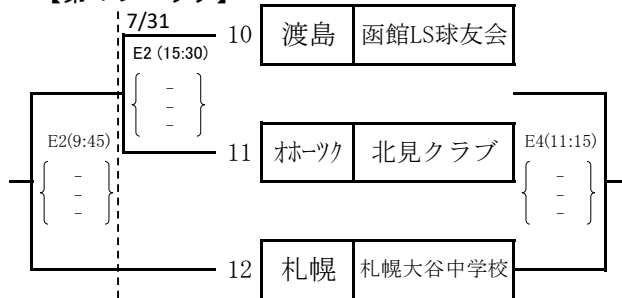 7/31
10 渡島 函館LS球友会
E2 (15:30)
–
–
–
E2(9:45)
–
–
–
11 ｵﾎｰﾂｸ 北見クラブ
E4(11:15)
–
–
–
12 札幌 札幌大谷中学校